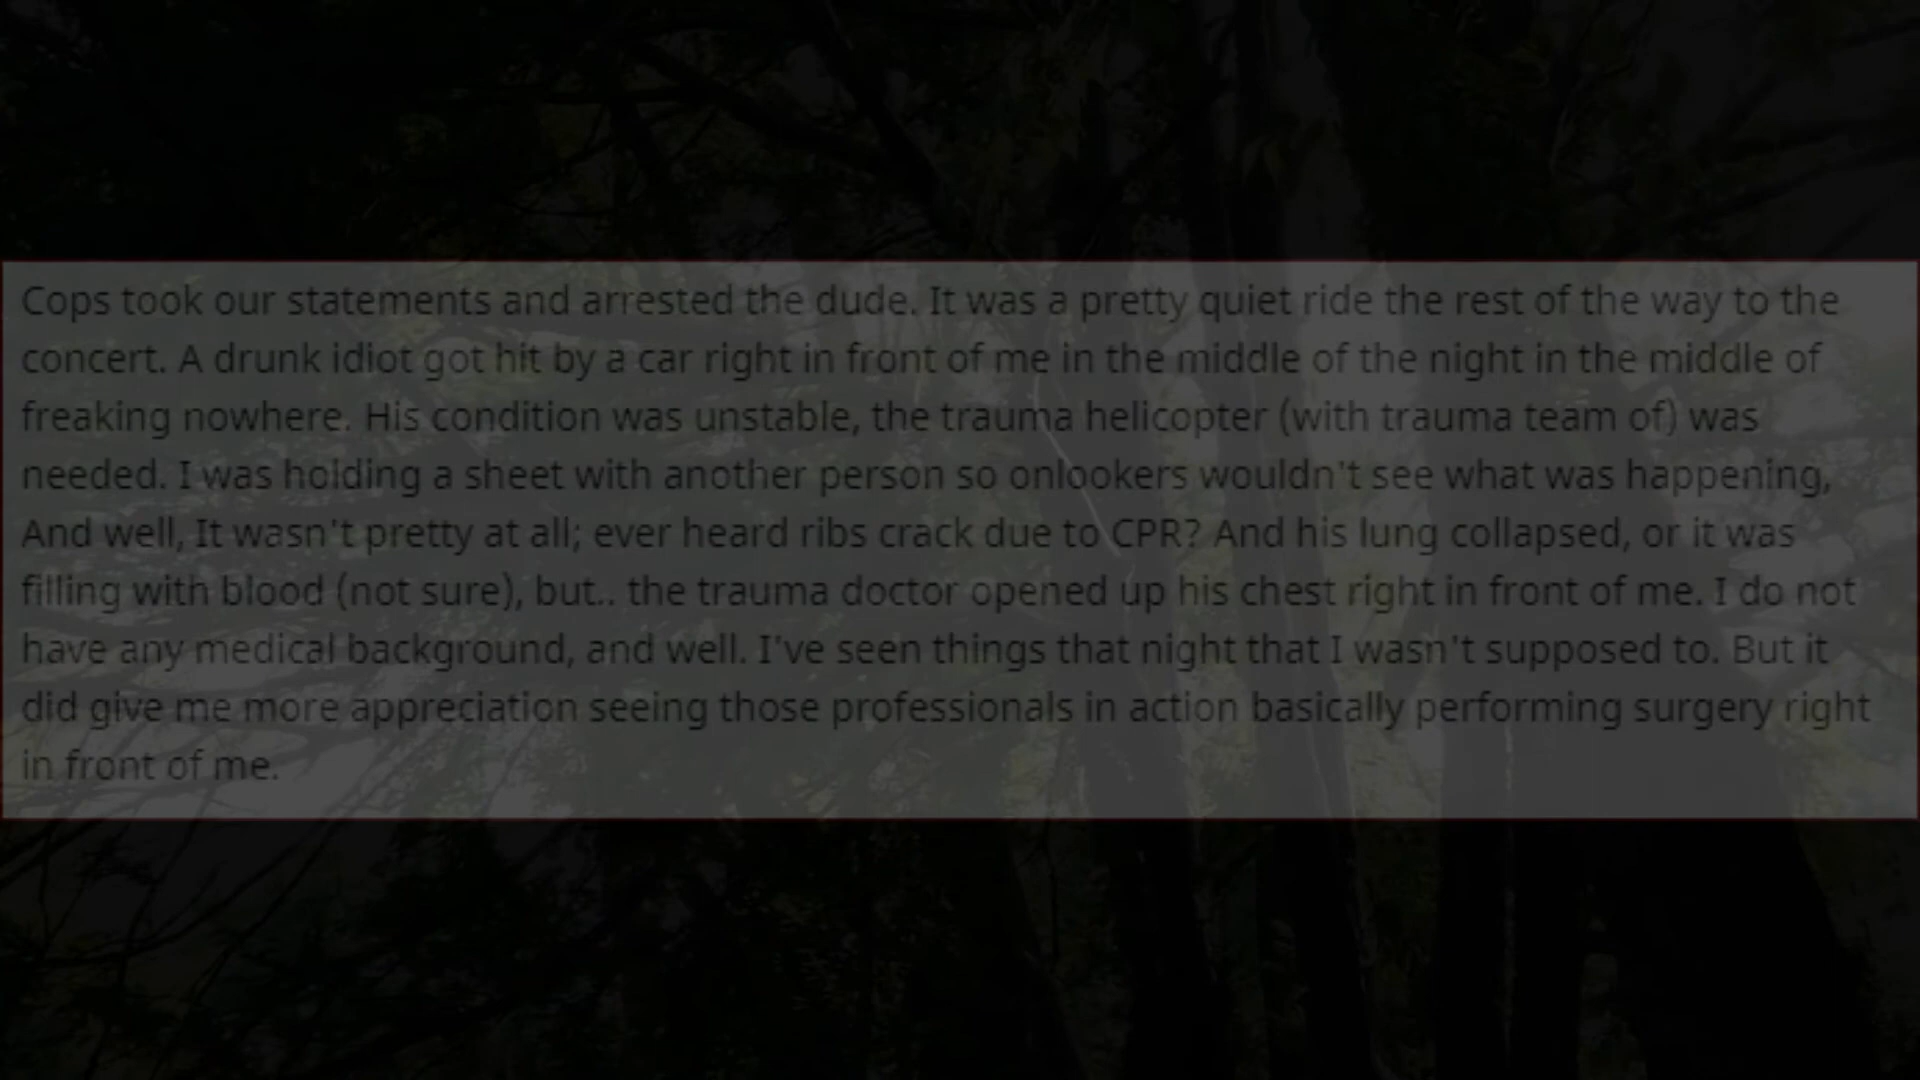 Cops took our statements and arrested the dude. It was a pretty quiet ride the rest of the way to the
concert. A drunk idiot got hit by a car right in front of me in the middle of the night in the middle of
freaking nowhere. His condition was unstable, the trauma helicopter (with trauma team of) was
needed. I was holding a sheet with another person so onlookers wouldn't see what was happening,
And well, It wasn't pretty at all; ever heard ribs crack due to CPR? And his lung collapsed, or it was
filling with blood (not sure), but.. the trauma doctor opened up his chest right in front of me. I do not
have any medical background, and well. I've seen things that night that I wasn't supposed to. But it
did give me more appreciation seeing those professionals in action basically performing surgery right
in front of me.